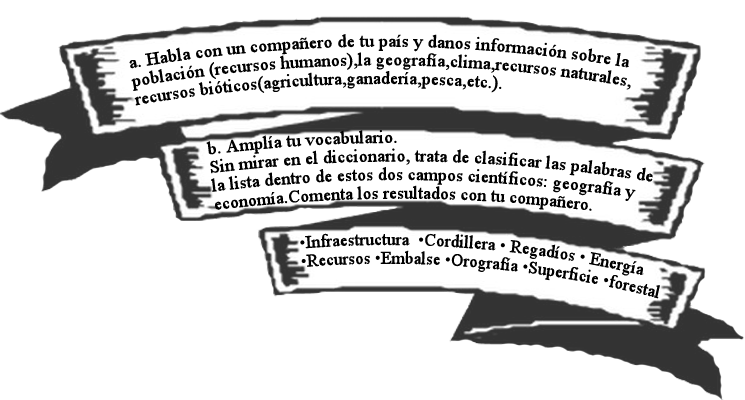 a. Habla con un compañero de tu país y danos información sobre la
población (recursos humanos),la geografía,clima,recursos naturales,
recursos bióticos(agricultura,ganadería,pesca,etc.).
b. Amplía tu vocabulario.
Sin mirar en el diccionario, trata de clasificar las palabras de
la lista dentro de estos dos campos científicos: geografía y
economía.Comenta los resultados con tu compañero.
•Infraestructura •Cordillera • Regadíos • Energía
•Recursos •Embalse •Orografía •Superficie •forestal